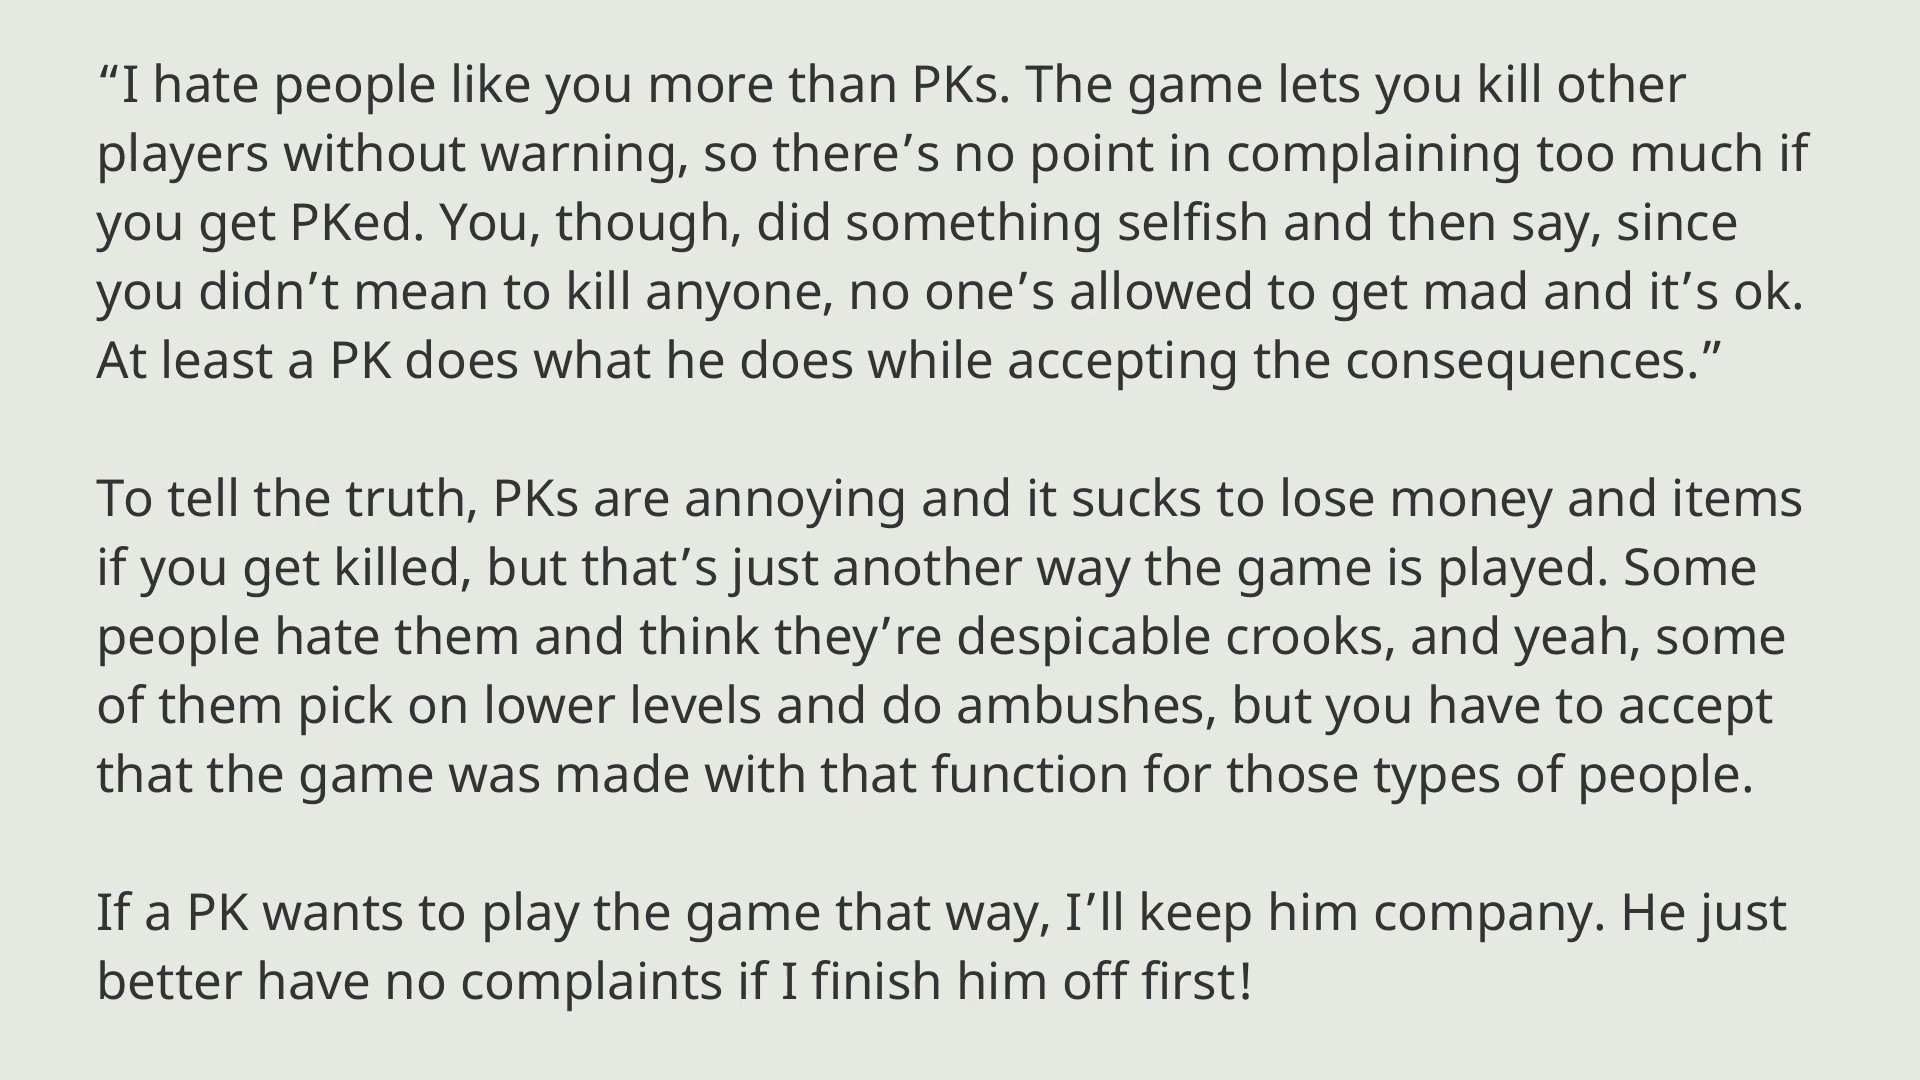 “I hate people like you more than PKs. The game lets you kill other
players without warning, so there’s no point in complaining too much if
you get PKed. You, though, did something selfish and then say, since
you didn’t mean to kill anyone, no one’s allowed to get mad and it’s ok.
At least a PK does what he does while accepting the consequences.”
To tell the truth, PKs are annoying and it sucks to lose money and items
if you get killed, but that’s just another way the game is played. Some
people hate them and think they’re despicable crooks, and yeah, some
of them pick on lower levels and do ambushes, but you have to accept
that the game was made with that function for those types of people.
If a PK wants to play the game that way, I’ll keep him company. He just
better have no complaints if I finish him off first!